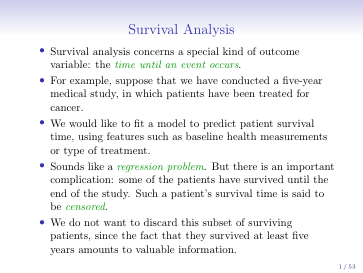 Survival Analysis
• Survival analysis concerns a special kind of outcome
variable: the time until an event occurs.
• For example, suppose that we have conducted a five-year
medical study, in which patients have been treated for
cancer.
• We would like to fit a model to predict patient survival
time, using features such as baseline health measurements
or type of treatment.
• Sounds like a regression problem. But there is an important
complication: some of the patients have survived until the
end of the study. Such a patient's survival time is said to
be censored.
• We do not want to discard this subset of surviving
patients, since the fact that they survived at least five
years amounts to valuable information.
1 / 53